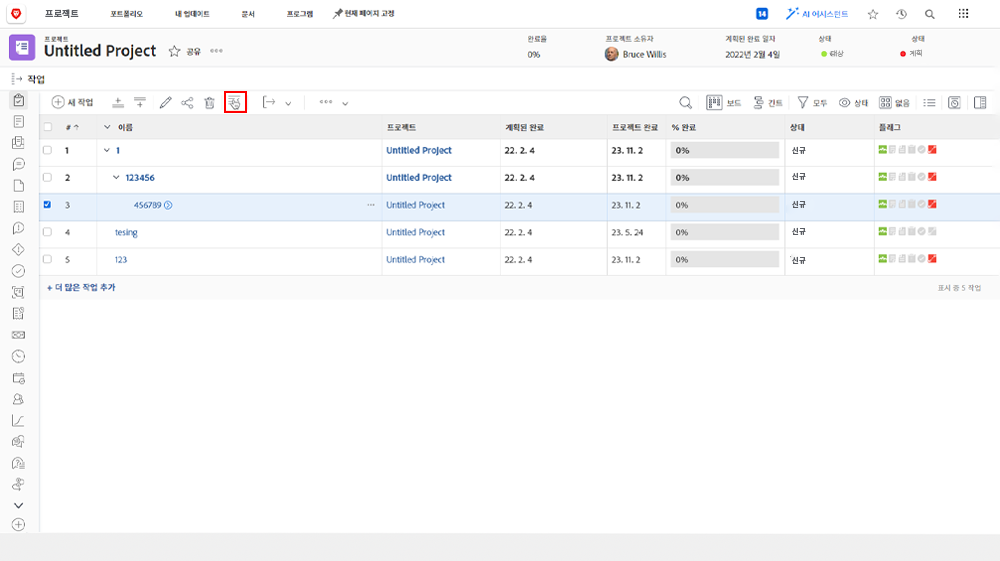 프로젝트 포트폴리오 내 업데이트 문서 프로그램 현재 페이지 고정 14 AI 어시스턴트
프로젝트
Untitled Project 공유
완료율
0%
프로젝트 소유자
Bruce Willis
계획된 완료 일자
2022년 2월 4일
상태
상태
계획
작업
새 작업 보드 간트 모두 상태 없음
# 이름 프로젝트 계획된 완료 프로젝트 완료 % 완료 상태 플래그
1 1 Untitled Project 22. 2. 4 23. 11. 2 0% 신규
2 123456 Untitled Project 22. 2. 4 23. 11. 2 0% 신규
3 456789 Untitled Project 22. 2. 4 23. 11. 2 0% 신규
4 tesing Untitled Project 22. 2. 4 23. 5. 24 0% 신규
5 123 Untitled Project 22. 2. 4 23. 11. 2 0% 신규
+ 더 많은 작업 추가 표시 중 5 작업